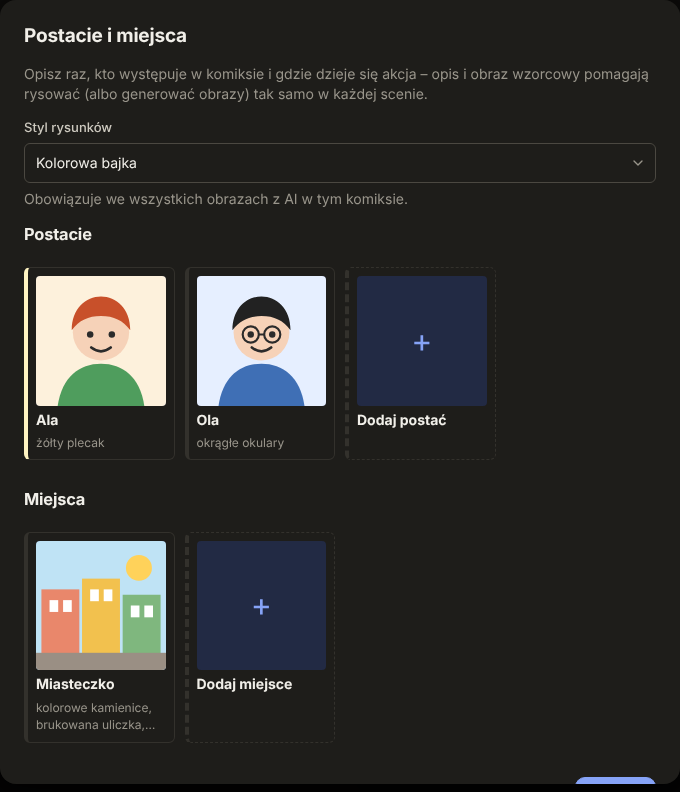 Postacie i miejsca
Opisz raz, kto występuje w komiksie i gdzie dzieje się akcja – opis i obraz wzorcowy pomagają
rysować (albo generować obrazy) tak samo w każdej scenie.
Styl rysunków
Kolorowa bajka
Obowiązuje we wszystkich obrazach z AI w tym komiksie.
Postacie
Ala
żółty plecak
Ola
okrągłe okulary
+
Dodaj postać
Miejsca
Miasteczko
kolorowe kamienice,
brukowana uliczka,...
+
Dodaj miejsce